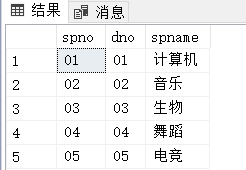 结果 消息
spno dno spname
1 01 01 计算机
2 02 02 音乐
3 03 03 生物
4 04 04 舞蹈
5 05 05 电竞